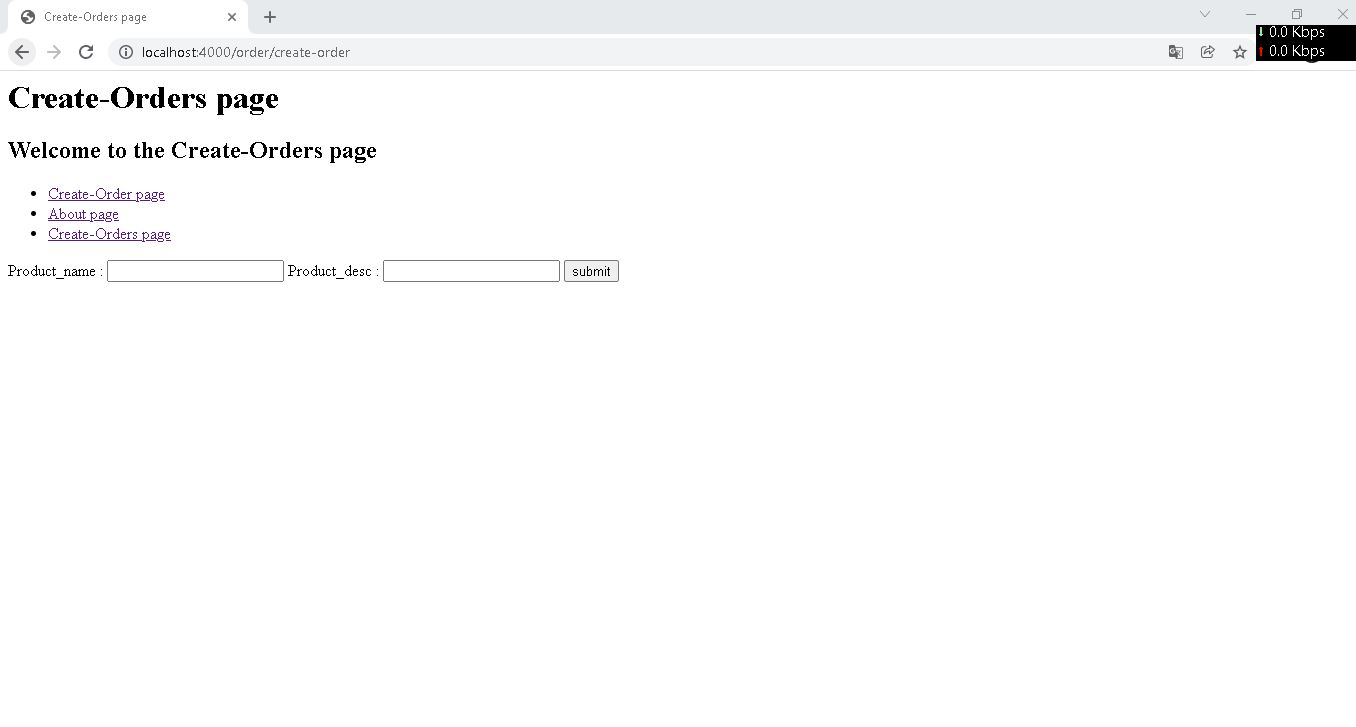 Create-Orders page
localhost:4000/order/create-order
0.0 Kbps
0.0 Kbps
Create-Orders page
Welcome to the Create-Orders page
Create-Order page
About page
Create-Orders page
Product_name : Product_desc : submit